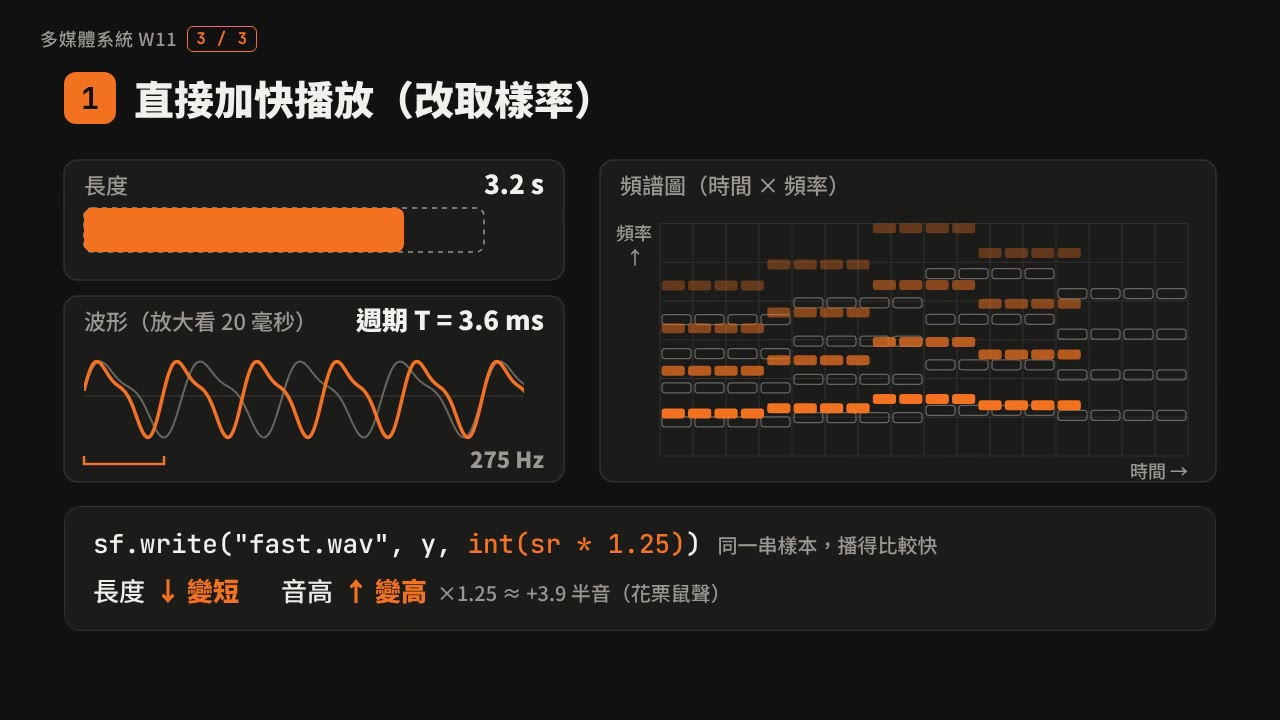 多媒體系統 W11 3 / 3
1 直接加快播放（改取樣率）
長度 3.2 s
波形（放大看 20 毫秒） 週期 T = 3.6 ms
275 Hz
頻譜圖（時間 × 頻率）
頻率
↑
時間 →
sf.write("fast.wav", y, int(sr * 1.25)) 同一串樣本，播得比較快
長度 ↓ 變短 音高 ↑ 變高 ×1.25 ≈ +3.9 半音（花栗鼠聲）